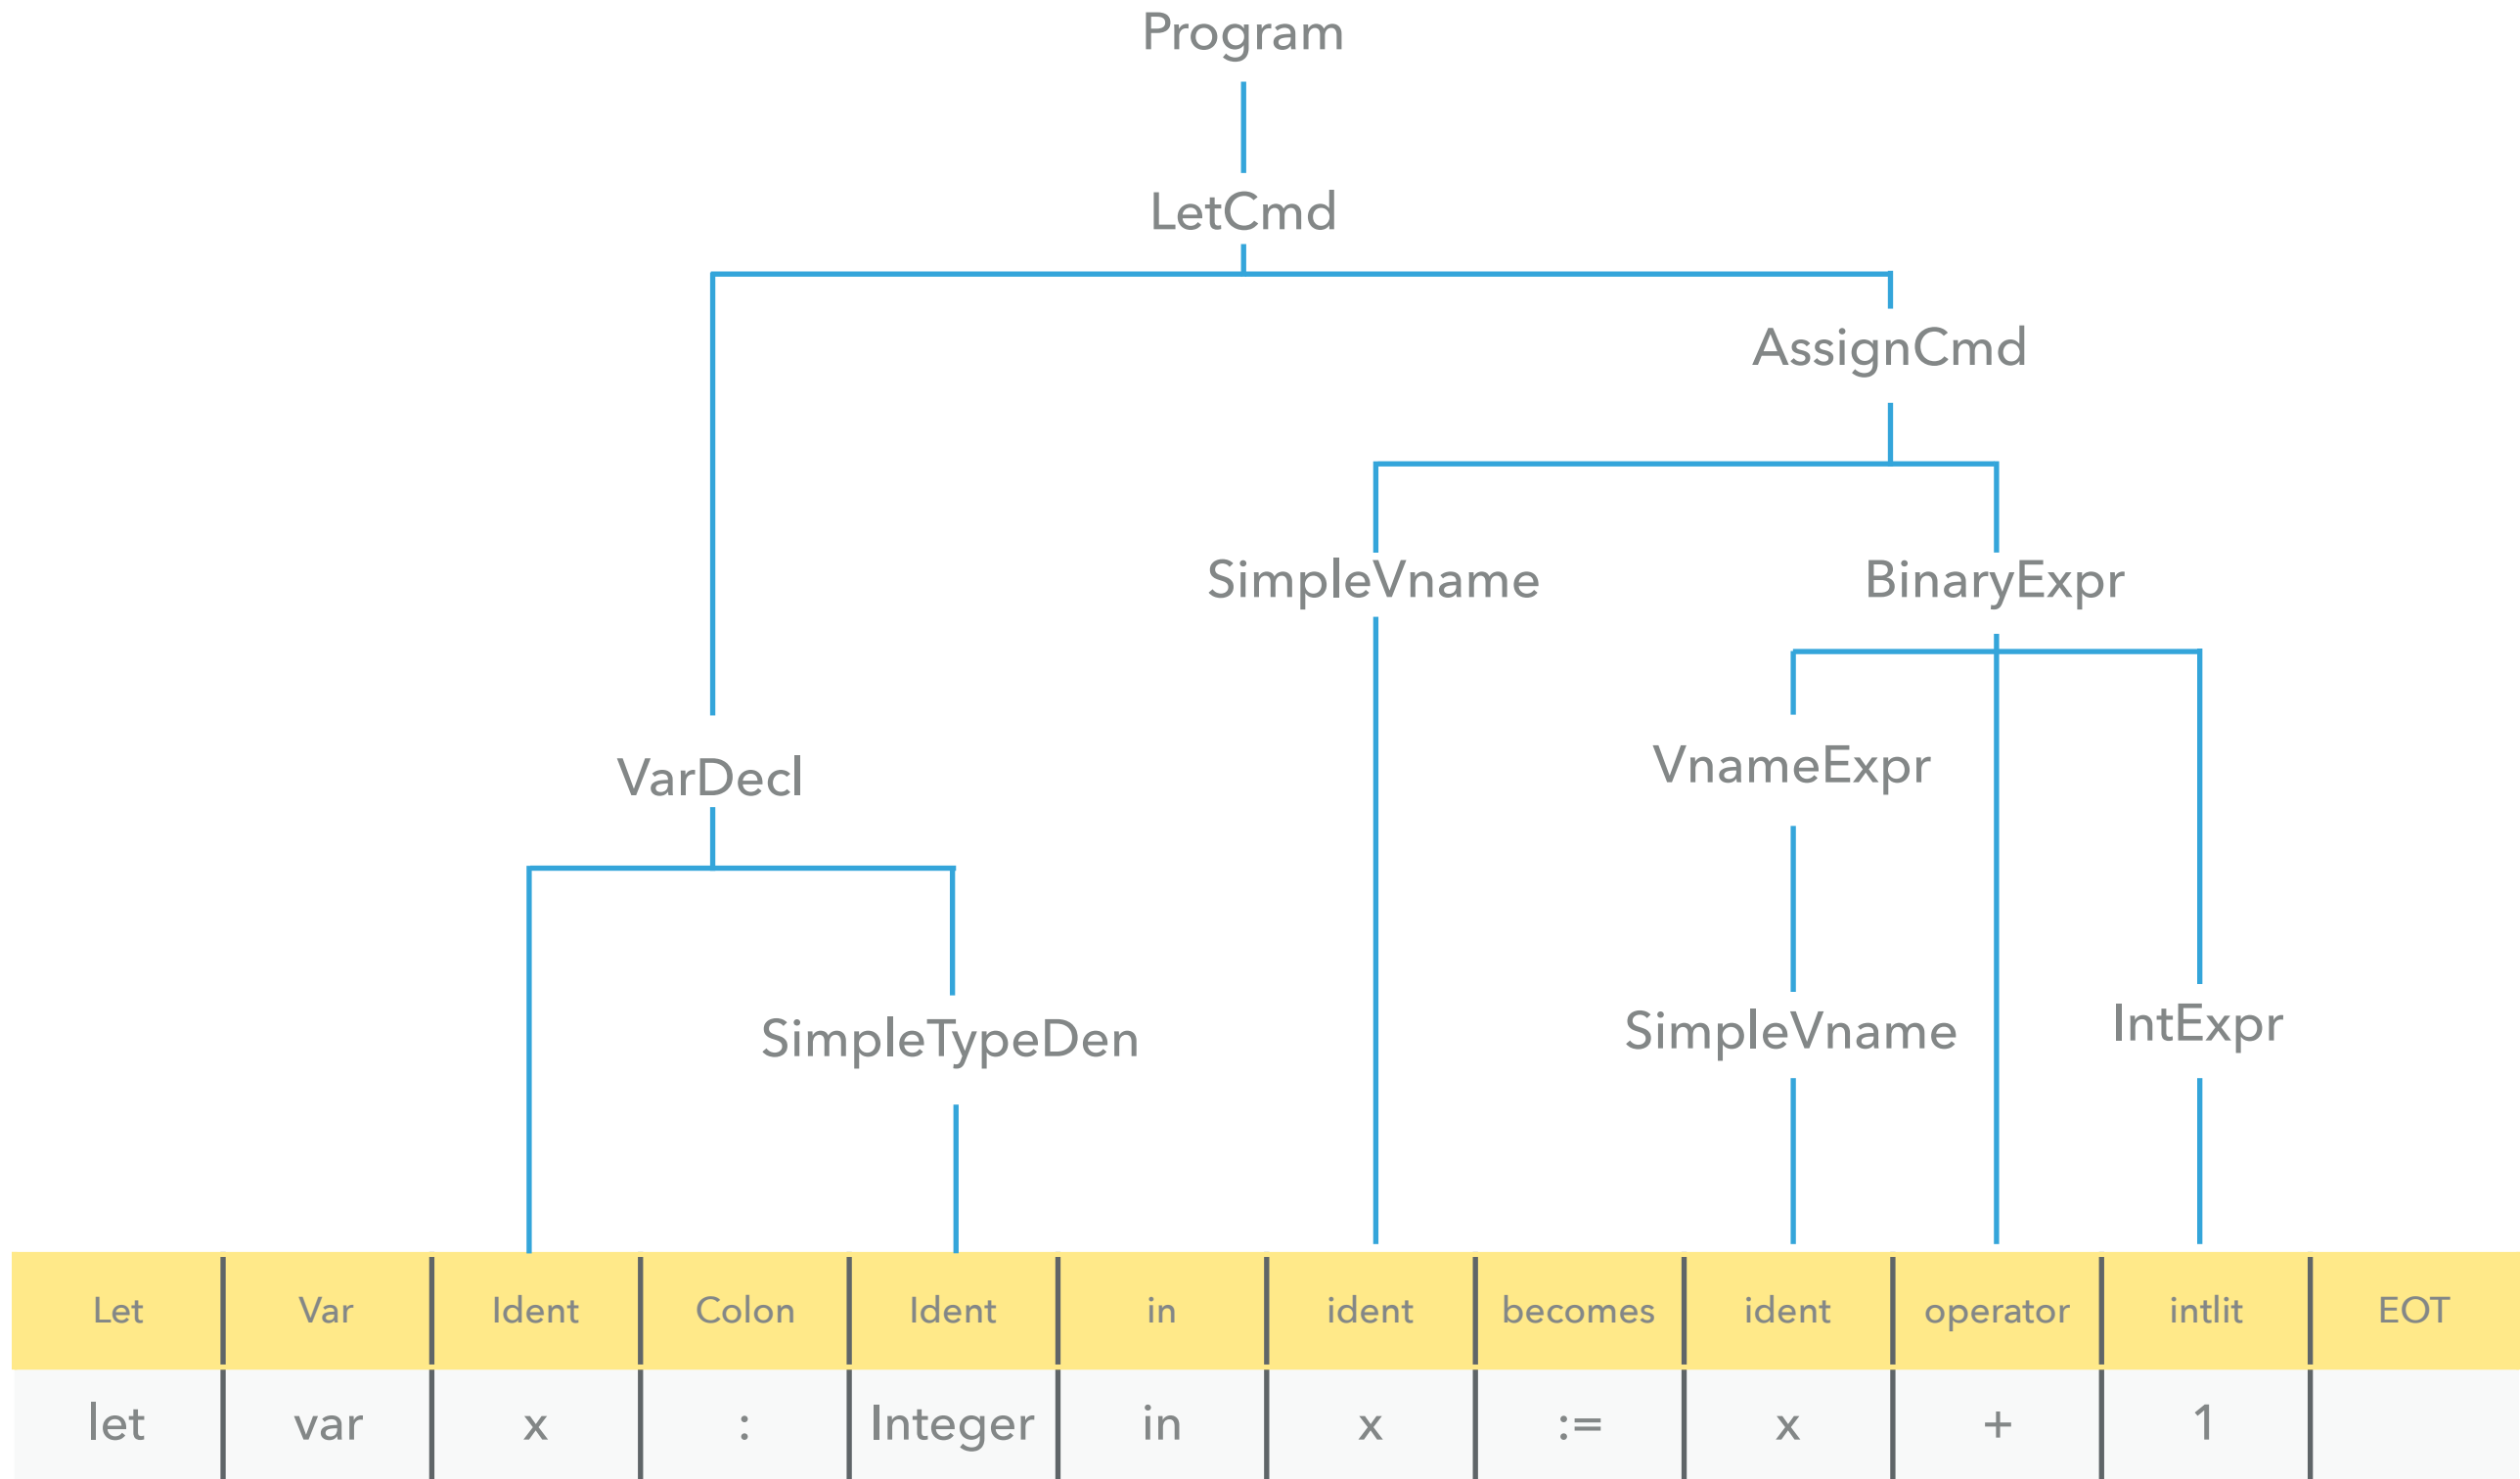 Program
LetCmd
AssignCmd
SimpleVname BinaryExpr
VarDecl VnameExpr
SimpleTypeDen SimpleVname IntExpr
Let Var Ident Colon Ident in ident becomes ident operator intlit EOT
let var x : Integer in x := x + 1